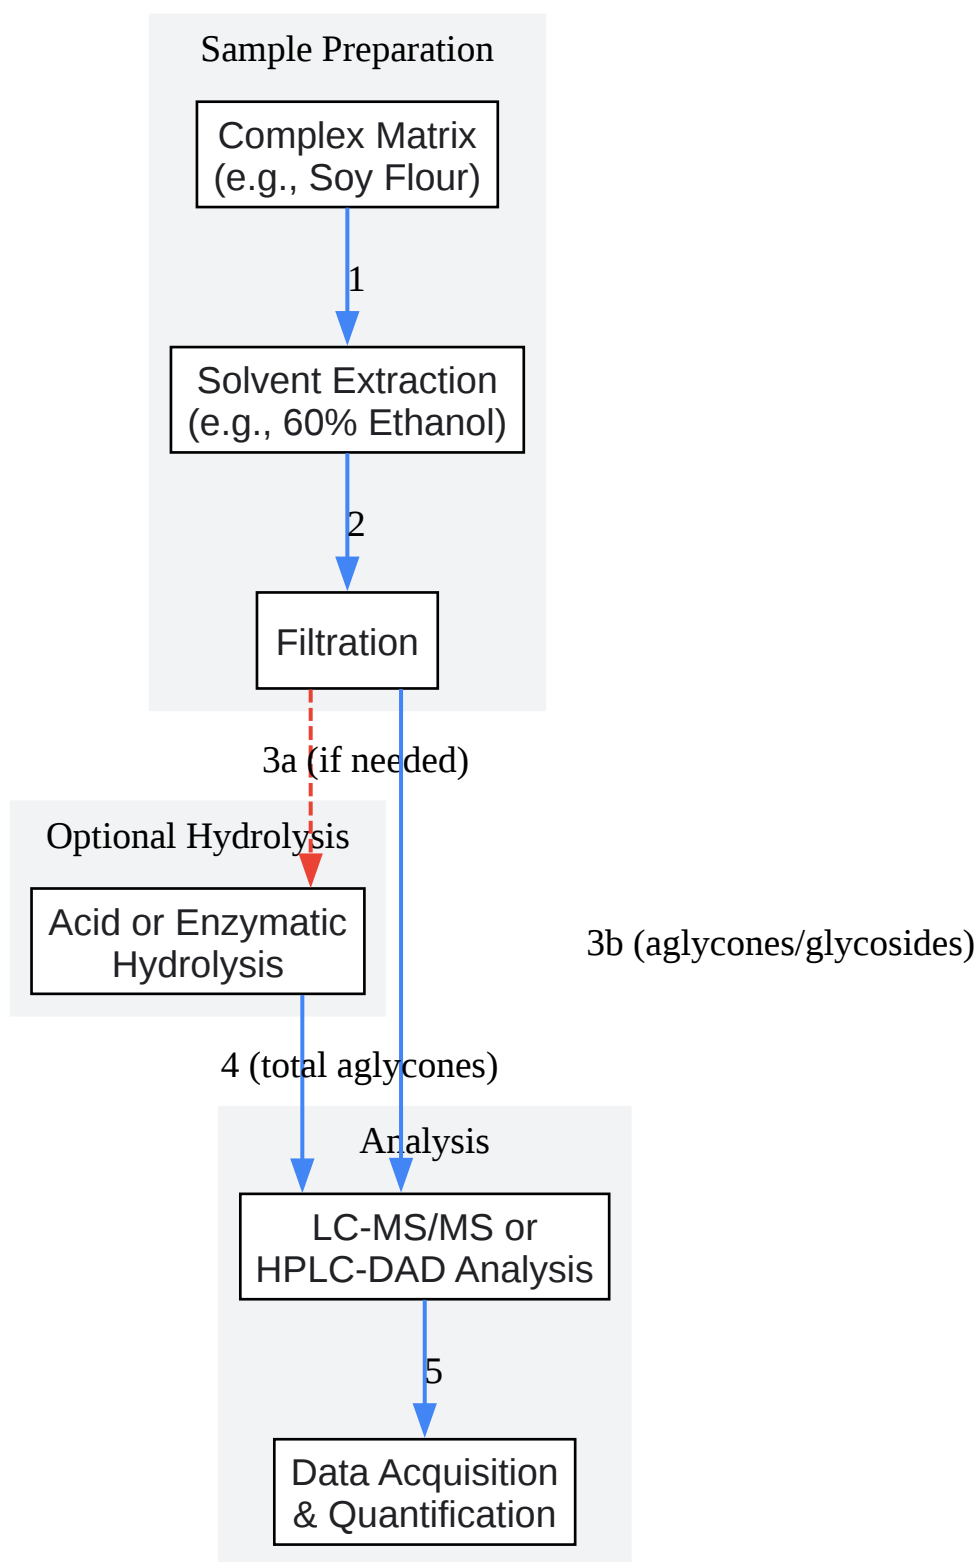 Sample Preparation
Complex Matrix
(e.g., Soy Flour)
1
Solvent Extraction
(e.g., 60% Ethanol)
2
Filtration
3a (if needed)
Optional Hydrolysis
Acid or Enzymatic
Hydrolysis
3b (aglycones/glycosides)
4 (total aglycones)
Analysis
LC-MS/MS or
HPLC-DAD Analysis
5
Data Acquisition
& Quantification